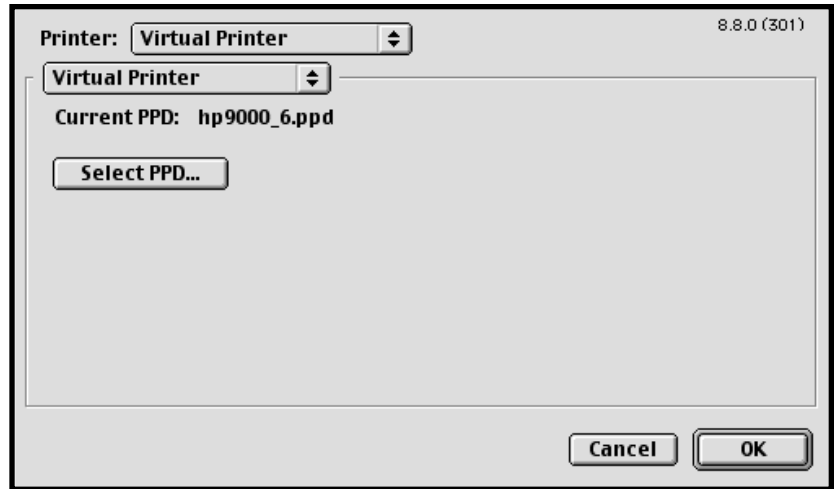 Printer: Virtual Printer 8.8.0 (301)
Virtual Printer
Current PPD: hp9000_6.ppd
Select PPD...
Cancel OK